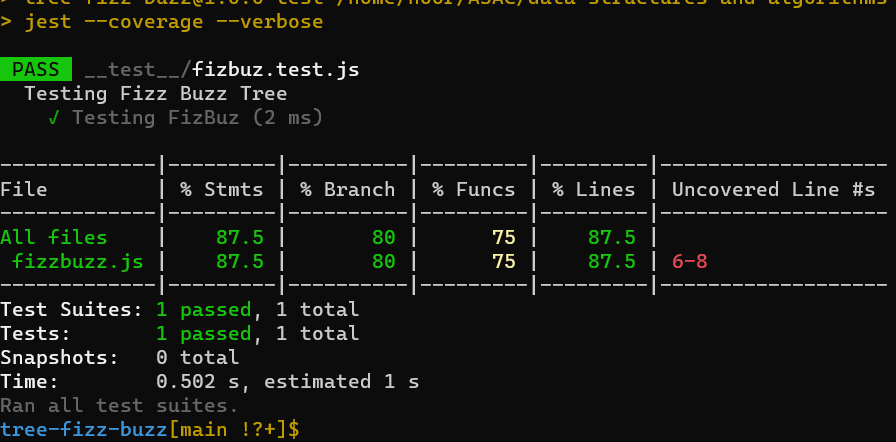 > tree-fizz-buzz@1.0.0 test /home/nour/ASAC/data-structures-and-algorithms
> jest --coverage --verbose
PASS __test__/fizbuz.test.js
Testing Fizz Buzz Tree
√ Testing FizBuz (2 ms)
-------------|---------|----------|---------|---------|-------------------
File | % Stmts | % Branch | % Funcs | % Lines | Uncovered Line #s
-------------|---------|----------|---------|---------|-------------------
All files | 87.5 | 80 | 75 | 87.5 |
fizzbuzz.js | 87.5 | 80 | 75 | 87.5 | 6-8
-------------|---------|----------|---------|---------|-------------------
Test Suites: 1 passed, 1 total
Tests: 1 passed, 1 total
Snapshots: 0 total
Time: 0.502 s, estimated 1 s
Ran all test suites.
tree-fizz-buzz[main !?+]$